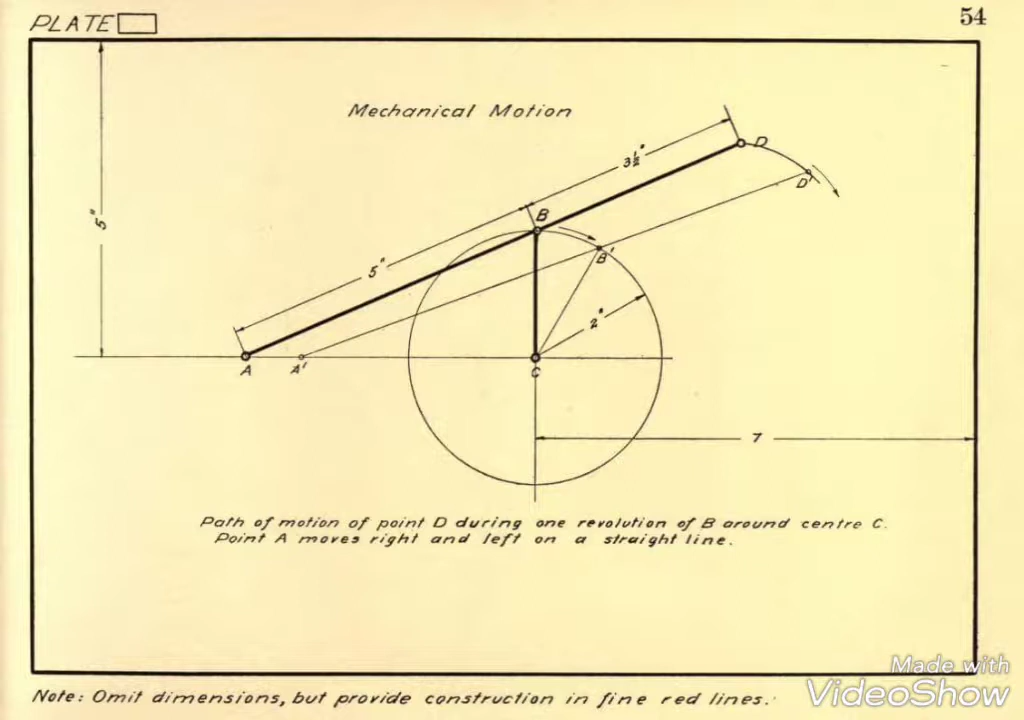 PLATE
54
5"
Mechanical Motion
3½"
D
D'
B
5"
B'
2"
A
A'
C
7
Path of motion of point D during one revolution of B around centre C.
Point A moves right and left on a straight line.
Made with
VideoShow
Note: Omit dimensions, but provide construction in fine red lines.